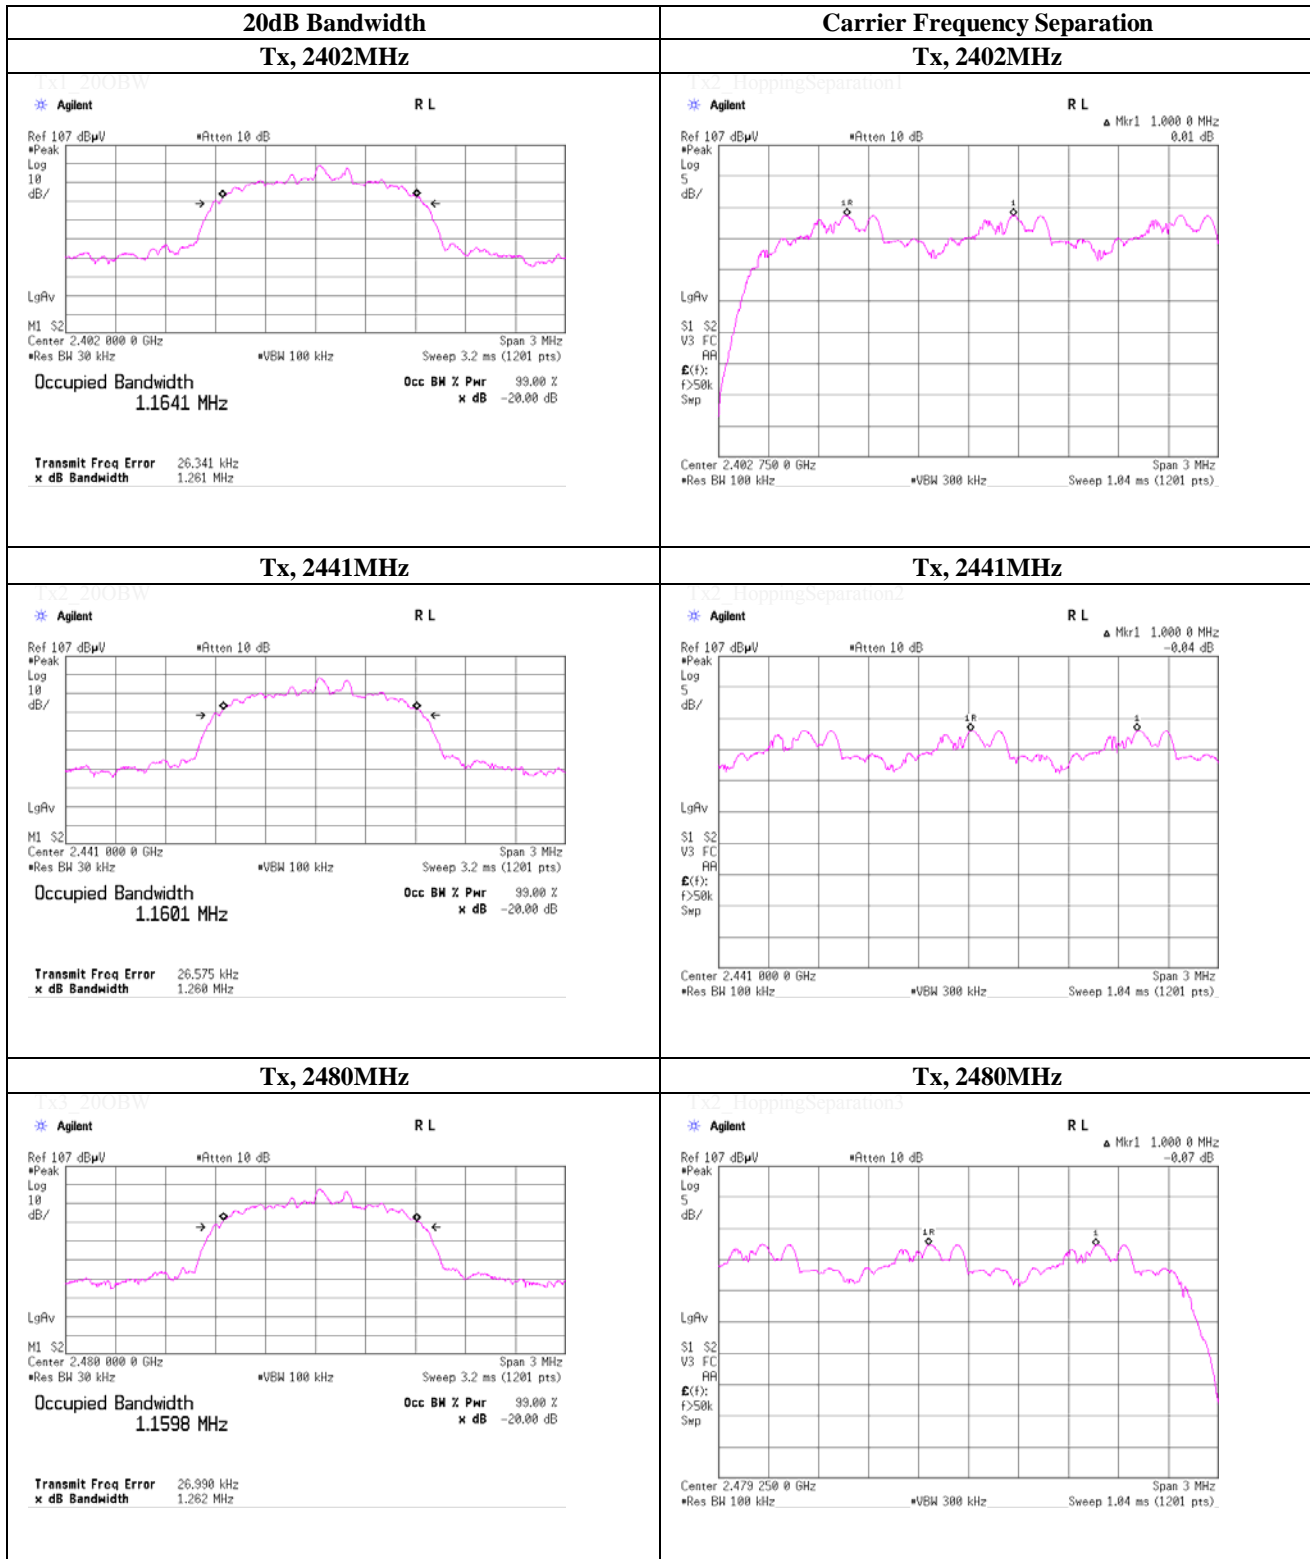 20dB Bandwidth
Carrier Frequency Separation
Tx, 2402MHz
Tx, 2402MHz
Tx1_20OBW
Agilent
R L
Ref 107 dBµV
#Atten 10 dB
#Peak
Log
10
dB/
LgAv
M1 S2
Center 2.402 000 0 GHz
Span 3 MHz
#Res BW 30 kHz
#VBW 100 kHz
Sweep 3.2 ms (1201 pts)
Occupied Bandwidth
1.1641 MHz
Occ BW % Pwr 99.00 %
x dB -20.00 dB
Transmit Freq Error 26.341 kHz
x dB Bandwidth 1.261 MHz
Tx2_HoppingSeparation1
Agilent
R L
Δ Mkr1 1.000 0 MHz
Ref 107 dBµV
#Atten 10 dB
0.01 dB
#Peak
Log
5
dB/
1R
1
LgAv
S1 S2
V3 FC
AA
£(f):
f>50k
Swp
Center 2.402 750 0 GHz
Span 3 MHz
#Res BW 100 kHz
#VBW 300 kHz
Sweep 1.04 ms (1201 pts)
Tx, 2441MHz
Tx, 2441MHz
Tx2_20OBW
Agilent
R L
Ref 107 dBµV
#Atten 10 dB
#Peak
Log
10
dB/
LgAv
M1 S2
Center 2.441 000 0 GHz
Span 3 MHz
#Res BW 30 kHz
#VBW 100 kHz
Sweep 3.2 ms (1201 pts)
Occupied Bandwidth
1.1601 MHz
Occ BW % Pwr 99.00 %
x dB -20.00 dB
Transmit Freq Error 26.575 kHz
x dB Bandwidth 1.260 MHz
Tx2_HoppingSeparation2
Agilent
R L
Δ Mkr1 1.000 0 MHz
Ref 107 dBµV
#Atten 10 dB
-0.04 dB
#Peak
Log
5
dB/
1R
1
LgAv
S1 S2
V3 FC
AA
£(f):
f>50k
Swp
Center 2.441 000 0 GHz
Span 3 MHz
#Res BW 100 kHz
#VBW 300 kHz
Sweep 1.04 ms (1201 pts)
Tx, 2480MHz
Tx, 2480MHz
Tx3_20OBW
Agilent
R L
Ref 107 dBµV
#Atten 10 dB
#Peak
Log
10
dB/
LgAv
M1 S2
Center 2.480 000 0 GHz
Span 3 MHz
#Res BW 30 kHz
#VBW 100 kHz
Sweep 3.2 ms (1201 pts)
Occupied Bandwidth
1.1598 MHz
Occ BW % Pwr 99.00 %
x dB -20.00 dB
Transmit Freq Error 26.990 kHz
x dB Bandwidth 1.262 MHz
Tx2_HoppingSeparation3
Agilent
R L
Δ Mkr1 1.000 0 MHz
Ref 107 dBµV
#Atten 10 dB
-0.07 dB
#Peak
Log
5
dB/
1R
1
LgAv
S1 S2
V3 FC
AA
£(f):
f>50k
Swp
Center 2.479 250 0 GHz
Span 3 MHz
#Res BW 100 kHz
#VBW 300 kHz
Sweep 1.04 ms (1201 pts)